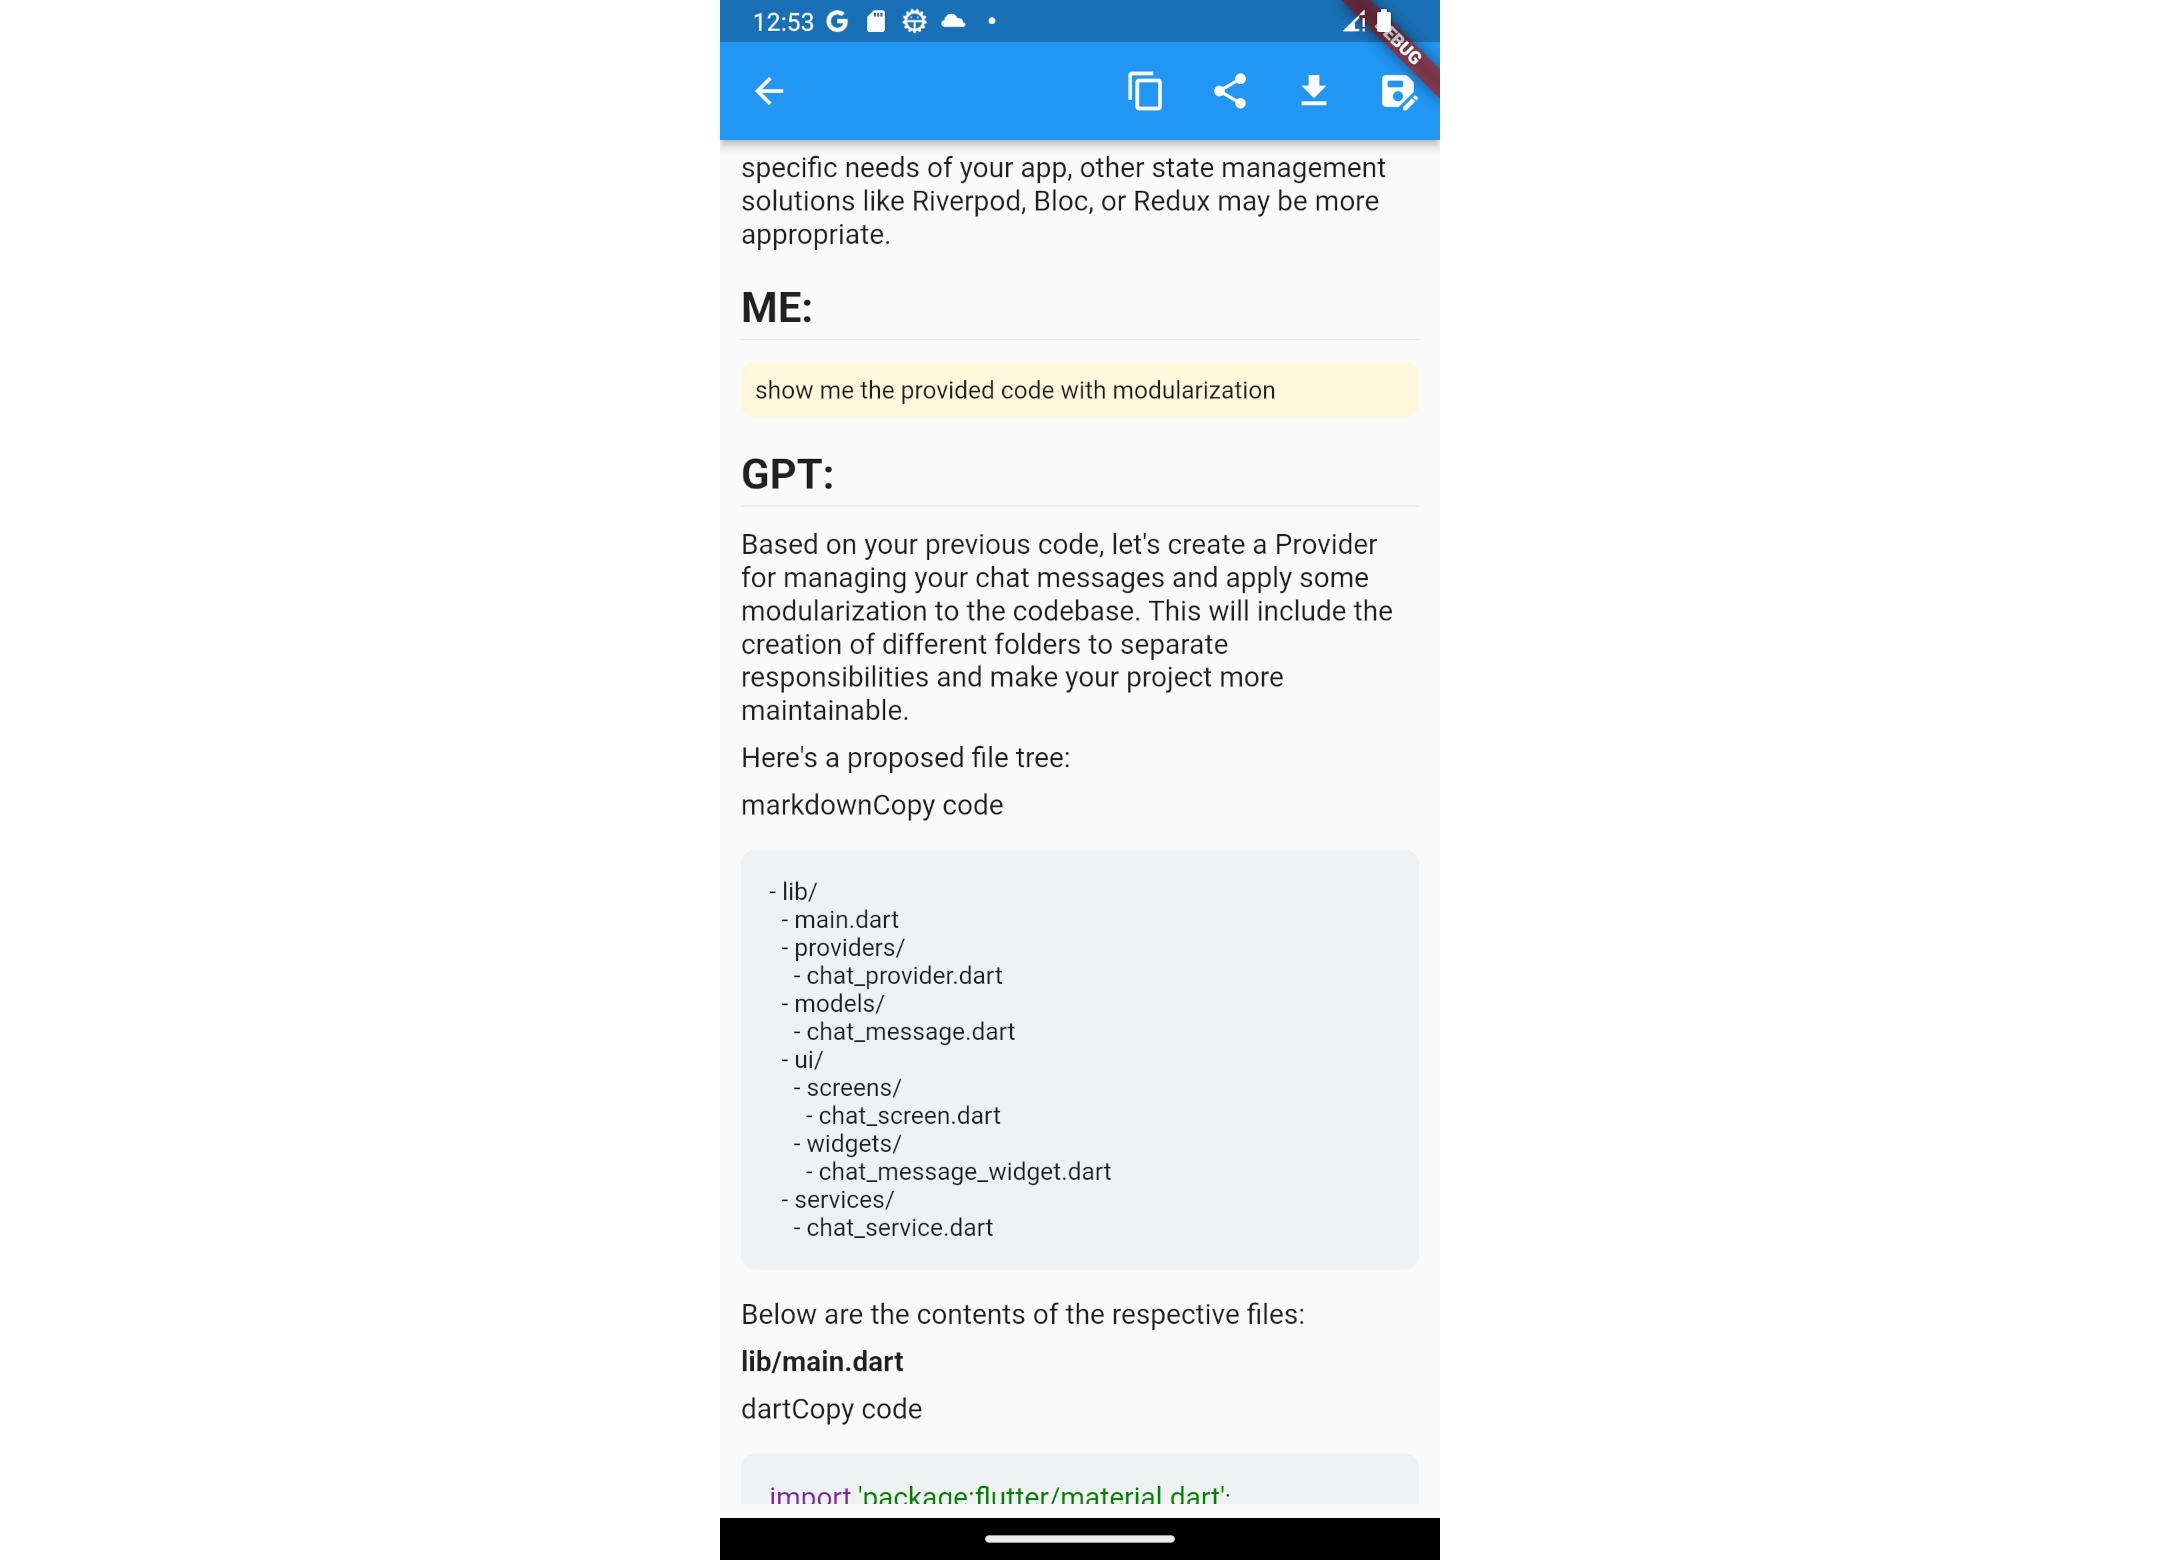 12:53
EBUG
specific needs of your app, other state management
solutions like Riverpod, Bloc, or Redux may be more
appropriate.
ME:
show me the provided code with modularization
GPT:
Based on your previous code, let's create a Provider
for managing your chat messages and apply some
modularization to the codebase. This will include the
creation of different folders to separate
responsibilities and make your project more
maintainable.
Here's a proposed file tree:
markdownCopy code
- lib/
  - main.dart
  - providers/
    - chat_provider.dart
  - models/
    - chat_message.dart
  - ui/
    - screens/
      - chat_screen.dart
    - widgets/
      - chat_message_widget.dart
  - services/
    - chat_service.dart
Below are the contents of the respective files:
lib/main.dart
dartCopy code
import 'package:flutter/material.dart';